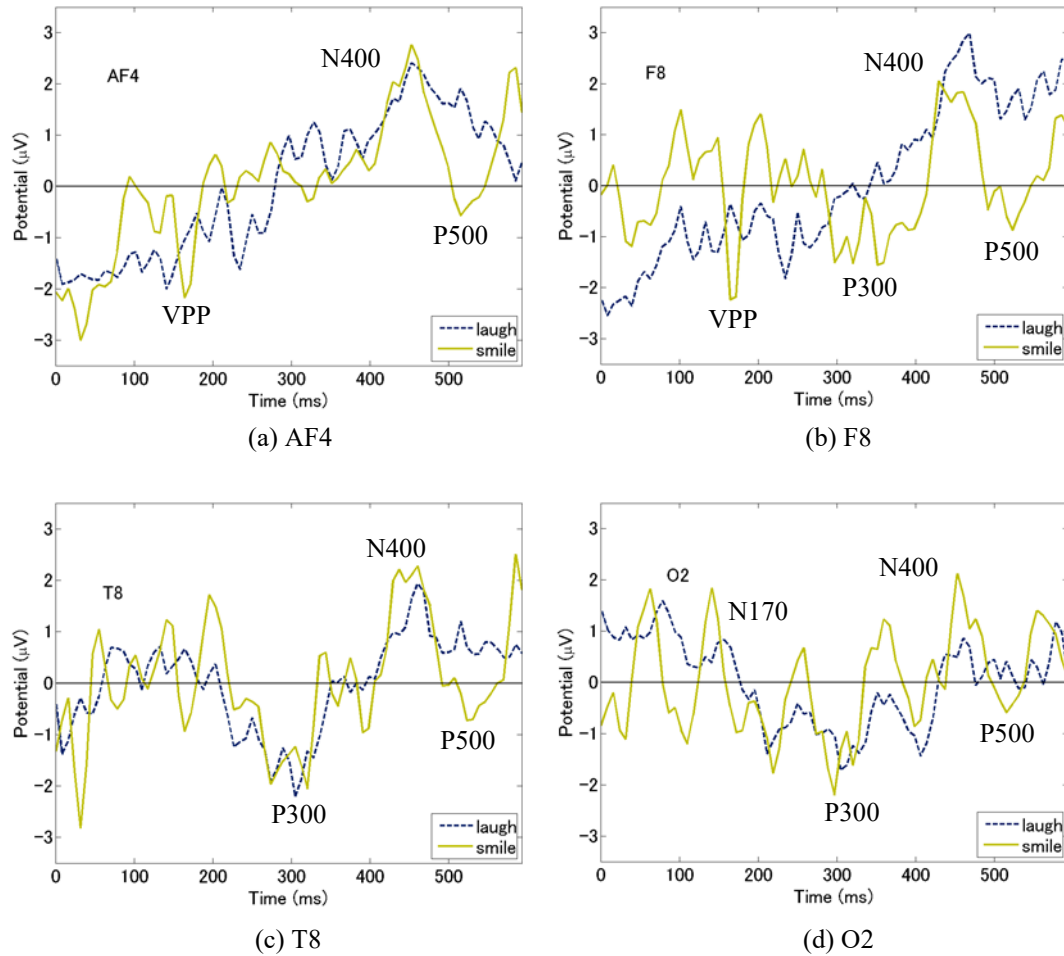 3
2
1
0
−1
−2
−3
Potential (μV)
AF4
N400
VPP
P500
laugh
smile
0 100 200 300 400 500
Time (ms)
(a) AF4
3
2
1
0
−1
−2
−3
Potential (μV)
F8
N400
VPP
P300
P500
laugh
smile
0 100 200 300 400 500
Time (ms)
(b) F8
3
2
1
0
−1
−2
−3
Potential (μV)
T8
N400
P300
P500
laugh
smile
0 100 200 300 400 500
Time (ms)
(c) T8
3
2
1
0
−1
−2
−3
Potential (μV)
O2
N170
N400
P300
P500
laugh
smile
0 100 200 300 400 500
Time (ms)
(d) O2